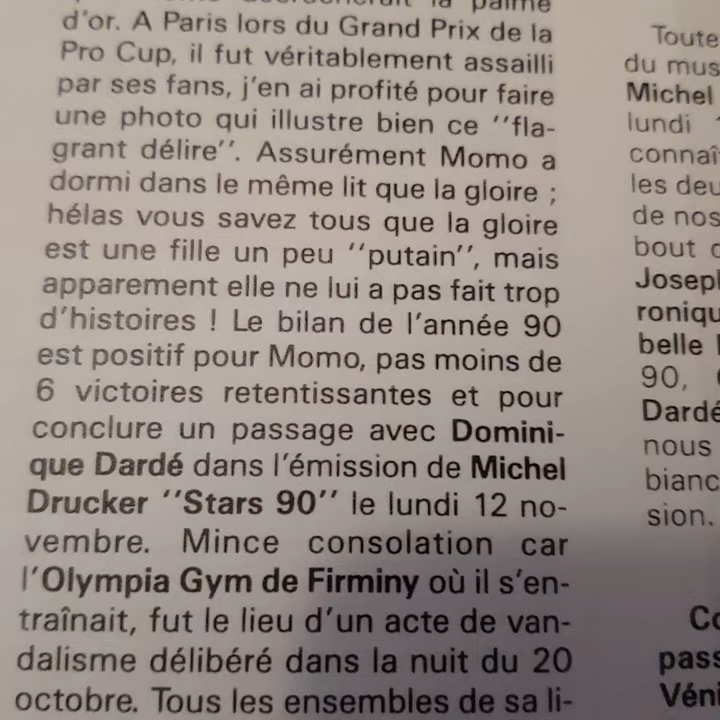 d'or. A Paris lors du Grand Prix de la
Pro Cup, il fut véritablement assailli
par ses fans, j'en ai profité pour faire
une photo qui illustre bien ce ''fla-
grant délire''. Assurément Momo a
dormi dans le même lit que la gloire ;
hélas vous savez tous que la gloire
est une fille un peu ''putain'', mais
apparement elle ne lui a pas fait trop
d'histoires ! Le bilan de l'année 90
est positif pour Momo, pas moins de
6 victoires retentissantes et pour
conclure un passage avec Domini-
que Dardé dans l'émission de Michel
Drucker ''Stars 90'' le lundi 12 no-
vembre. Mince consolation car
l'Olympia Gym de Firminy où il s'en-
traînait, fut le lieu d'un acte de van-
dalisme délibéré dans la nuit du 20
octobre. Tous les ensembles de sa li-
Toute
du mus
Michel
lundi
connaî
les deu
de nos
bout
Josep
roniqu
belle
90,
Dardé
nous
bianc
sion.
Co
pass
Véni